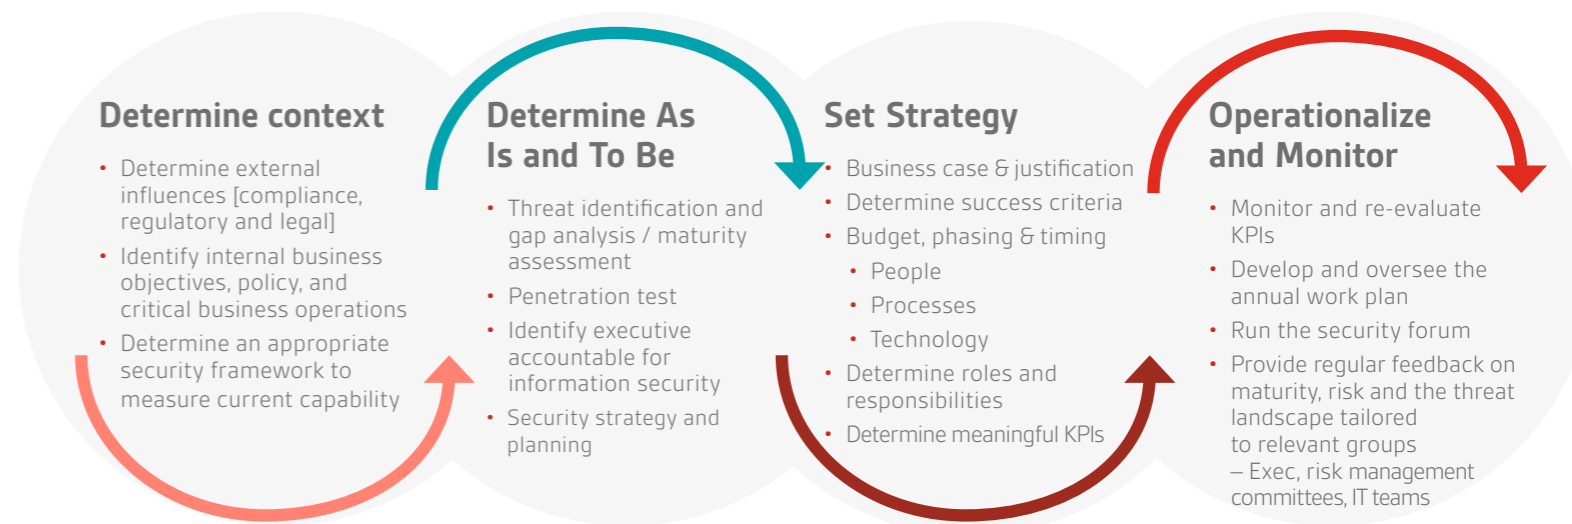 Determine context
• Determine external
influences [compliance,
regulatory and legal]
• Identify internal business
objectives, policy, and
critical business operations
• Determine an appropriate
security framework to
measure current capability
Determine As
Is and To Be
• Threat identification and
gap analysis / maturity
assessment
• Penetration test
• Identify executive
accountable for
information security
• Security strategy and
planning
Set Strategy
• Business case & justification
• Determine success criteria
• Budget, phasing & timing
• People
• Processes
• Technology
• Determine roles and
responsibilities
• Determine meaningful KPIs
Operationalize
and Monitor
• Monitor and re-evaluate
KPIs
• Develop and oversee the
annual work plan
• Run the security forum
• Provide regular feedback on
maturity, risk and the threat
landscape tailored
to relevant groups
– Exec, risk management
committees, IT teams